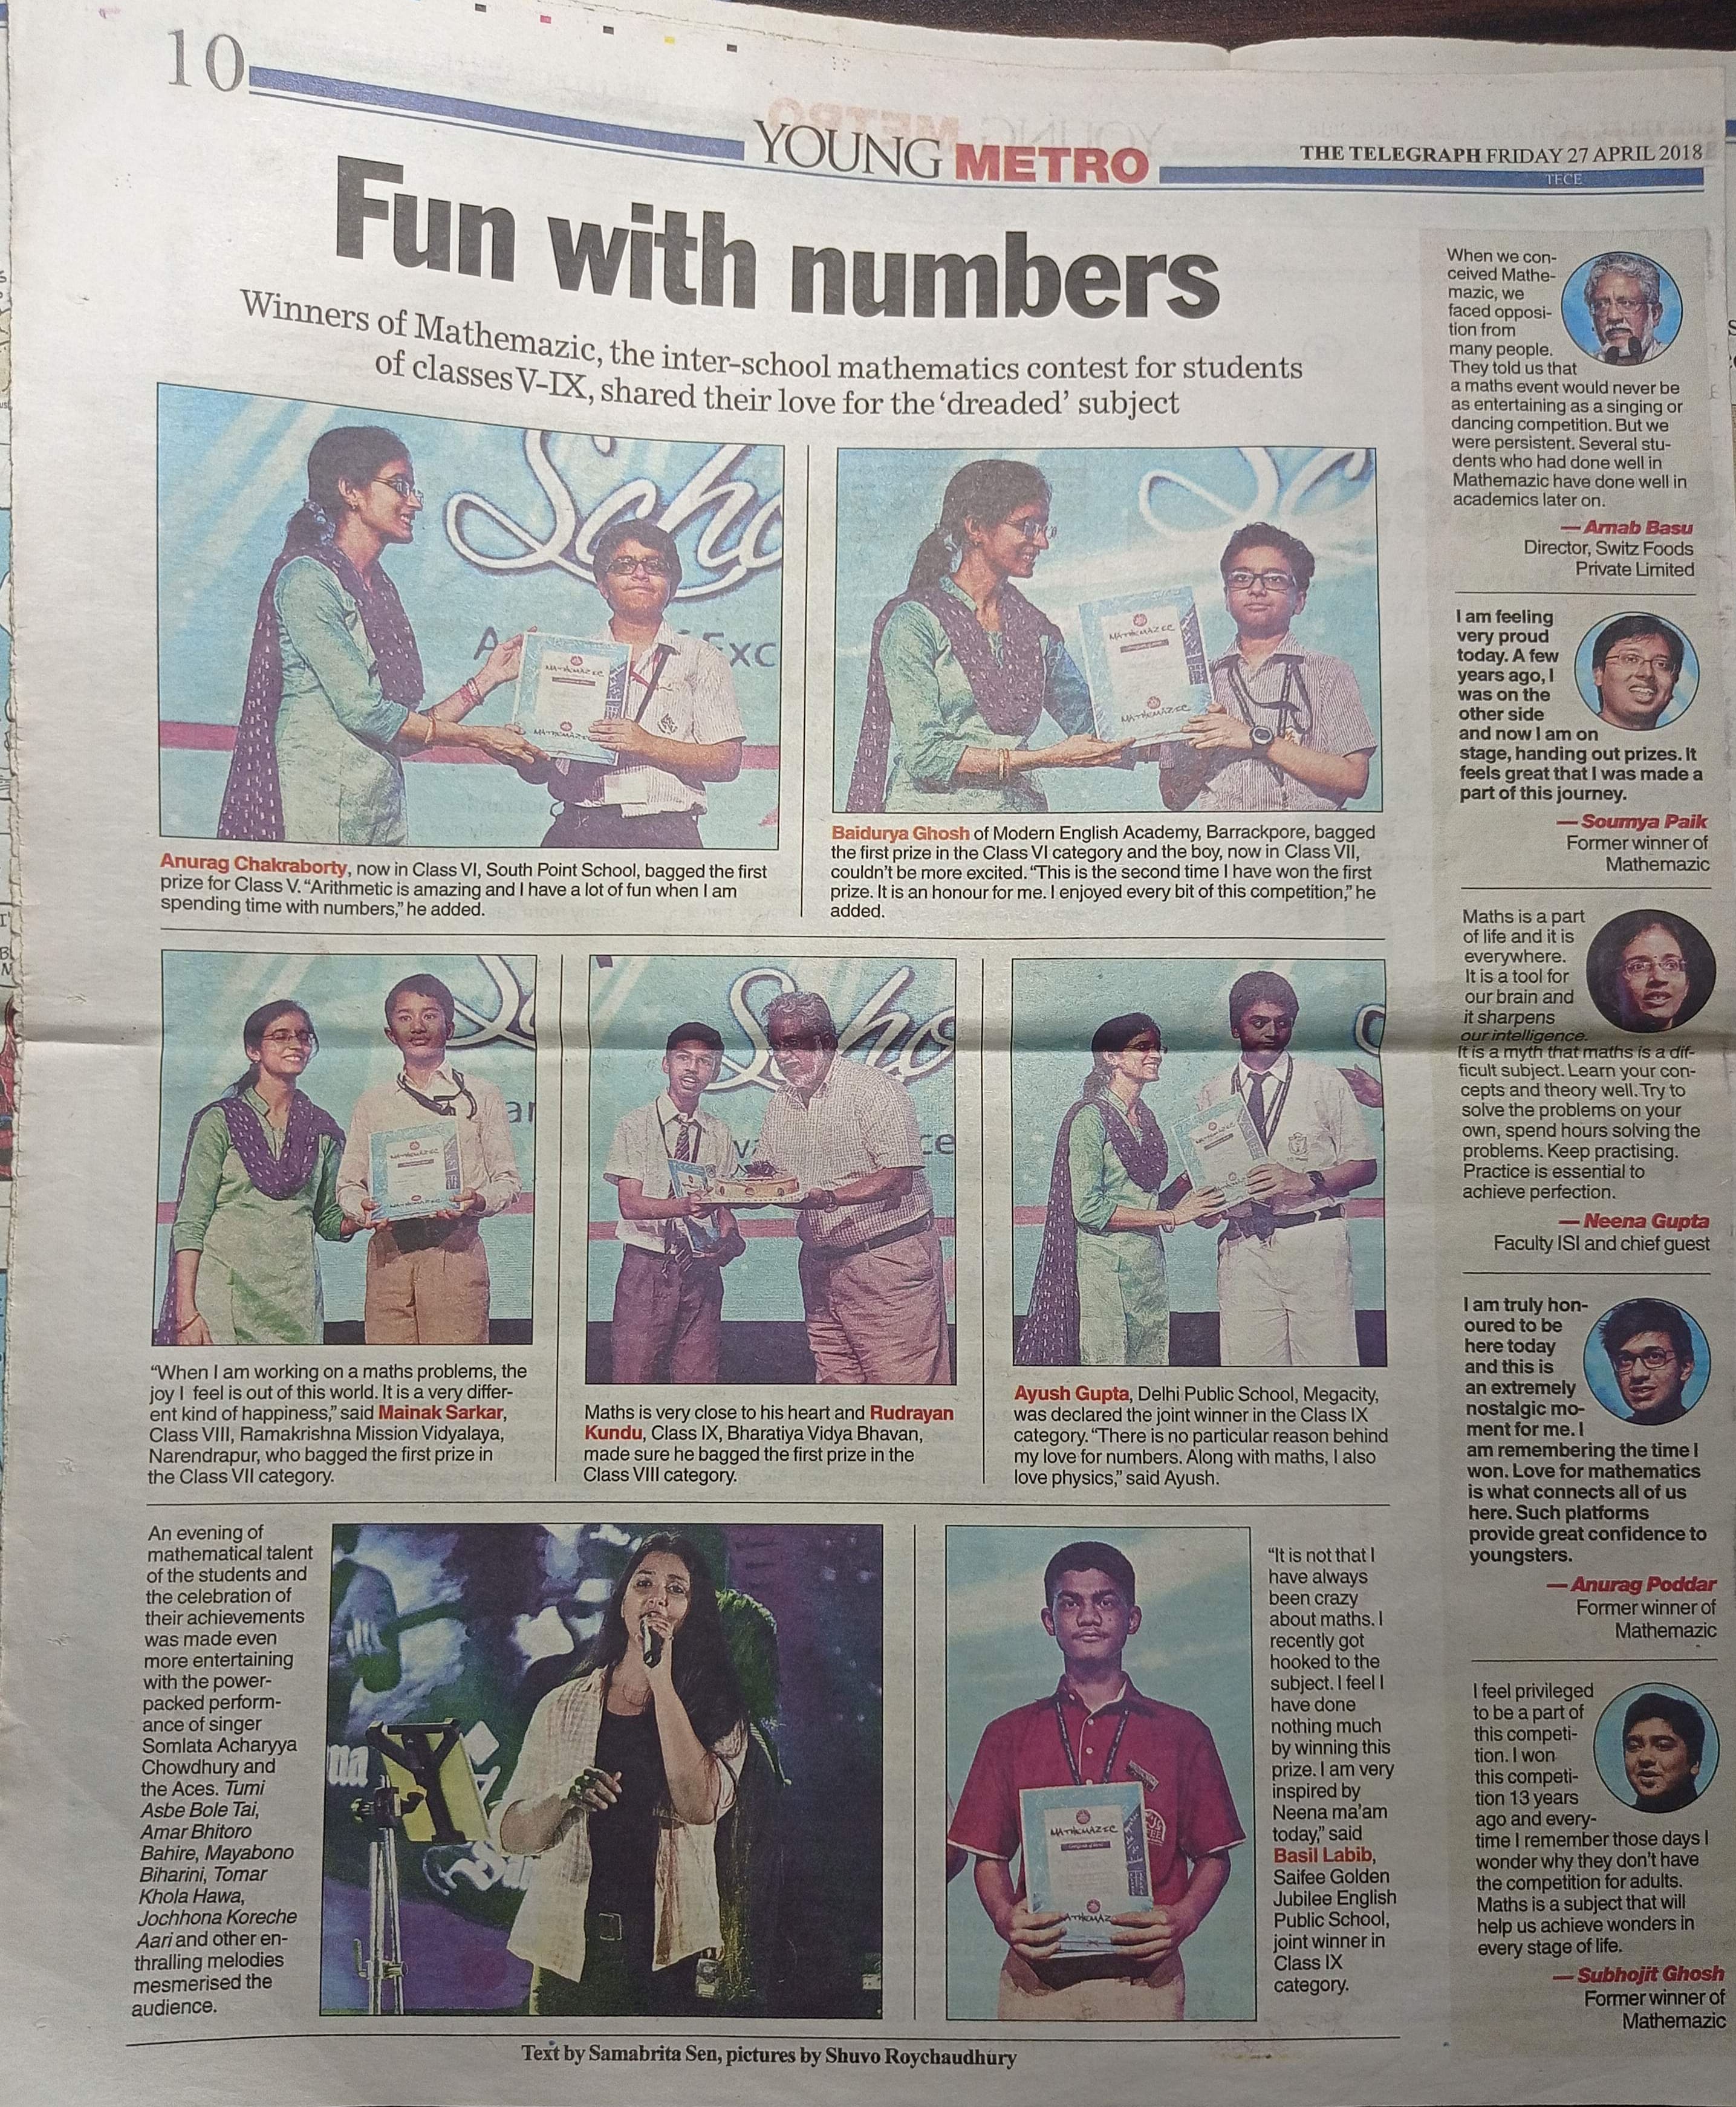 10
YOUNG METRO
THE TELEGRAPH FRIDAY 27 APRIL 2018
TECE
Fun with numbers
Winners of Mathemazic, the inter-school mathematics contest for students
of classes V–IX, shared their love for the ‘dreaded’ subject
Anurag Chakraborty, now in Class VI, South Point School, bagged the first
prize for Class V. “Arithmetic is amazing and I have a lot of fun when I am
spending time with numbers,” he added.
Baidurya Ghosh of Modern English Academy, Barrackpore, bagged
the first prize in the Class VI category and the boy, now in Class VII,
couldn’t be more excited. “This is the second time I have won the first
prize. It is an honour for me. I enjoyed every bit of this competition,” he
added.
“When I am working on a maths problems, the
joy I feel is out of this world. It is a very differ-
ent kind of happiness,” said Mainak Sarkar,
Class VIII, Ramakrishna Mission Vidyalaya,
Narendrapur, who bagged the first prize in
the Class VII category.
Maths is very close to his heart and Rudrayan
Kundu, Class IX, Bharatiya Vidya Bhavan,
made sure he bagged the first prize in the
Class VIII category.
Ayush Gupta, Delhi Public School, Megacity,
was declared the joint winner in the Class IX
category. “There is no particular reason behind
my love for numbers. Along with maths, I also
love physics,” said Ayush.
An evening of
mathematical talent
of the students and
the celebration of
their achievements
was made even
more entertaining
with the power-
packed perform-
ance of singer
Somlata Acharyya
Chowdhury and
the Aces. Tumi
Asbe Bole Tai,
Amar Bhitoro
Bahire, Mayabono
Biharini, Tomar
Khola Hawa,
Jochhona Koreche
Aari and other en-
thralling melodies
mesmerised the
audience.
“It is not that I
have always
been crazy
about maths. I
recently got
hooked to the
subject. I feel I
have done
nothing much
by winning this
prize. I am very
inspired by
Neena ma’am
today,” said
Basil Labib,
Saifee Golden
Jubilee English
Public School,
joint winner in
Class IX
category.
Text by Samabrita Sen, pictures by Shuvo Roychaudhury
When we con-
ceived Mathe-
mazic, we
faced opposi-
tion from
many people.
They told us that
a maths event would never be
as entertaining as a singing or
dancing competition. But we
were persistent. Several stu-
dents who had done well in
Mathemazic have done well in
academics later on.
— Arnab Basu
Director, Switz Foods
Private Limited
I am feeling
very proud
today. A few
years ago, I
was on the
other side
and now I am on
stage, handing out prizes. It
feels great that I was made a
part of this journey.
— Soumya Paik
Former winner of
Mathemazic
Maths is a part
of life and it is
everywhere.
It is a tool for
our brain and
it sharpens
our intelligence.
It is a myth that maths is a dif-
ficult subject. Learn your con-
cepts and theory well. Try to
solve the problems on your
own, spend hours solving the
problems. Keep practising.
Practice is essential to
achieve perfection.
— Neena Gupta
Faculty ISI and chief guest
I am truly hon-
oured to be
here today
and this is
an extremely
nostalgic mo-
ment for me. I
am remembering the time I
won. Love for mathematics
is what connects all of us
here. Such platforms
provide great confidence to
youngsters.
— Anurag Poddar
Former winner of
Mathemazic
I feel privileged
to be a part of
this competi-
tion. I won
this competi-
tion 13 years
ago and every-
time I remember those days I
wonder why they don’t have
the competition for adults.
Maths is a subject that will
help us achieve wonders in
every stage of life.
— Subhojit Ghosh
Former winner of
Mathemazic